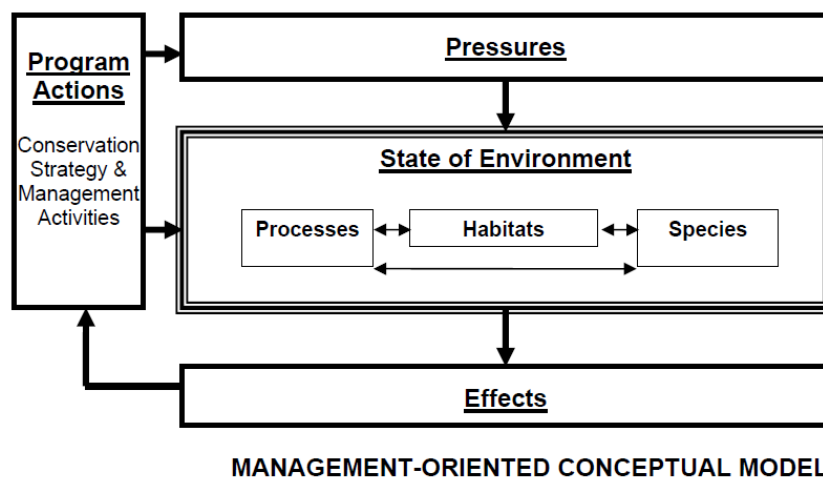 Program
Actions
Conservation
Strategy &
Management
Activities
Pressures
State of Environment
Processes
Habitats
Species
Effects
MANAGEMENT-ORIENTED CONCEPTUAL MODEL